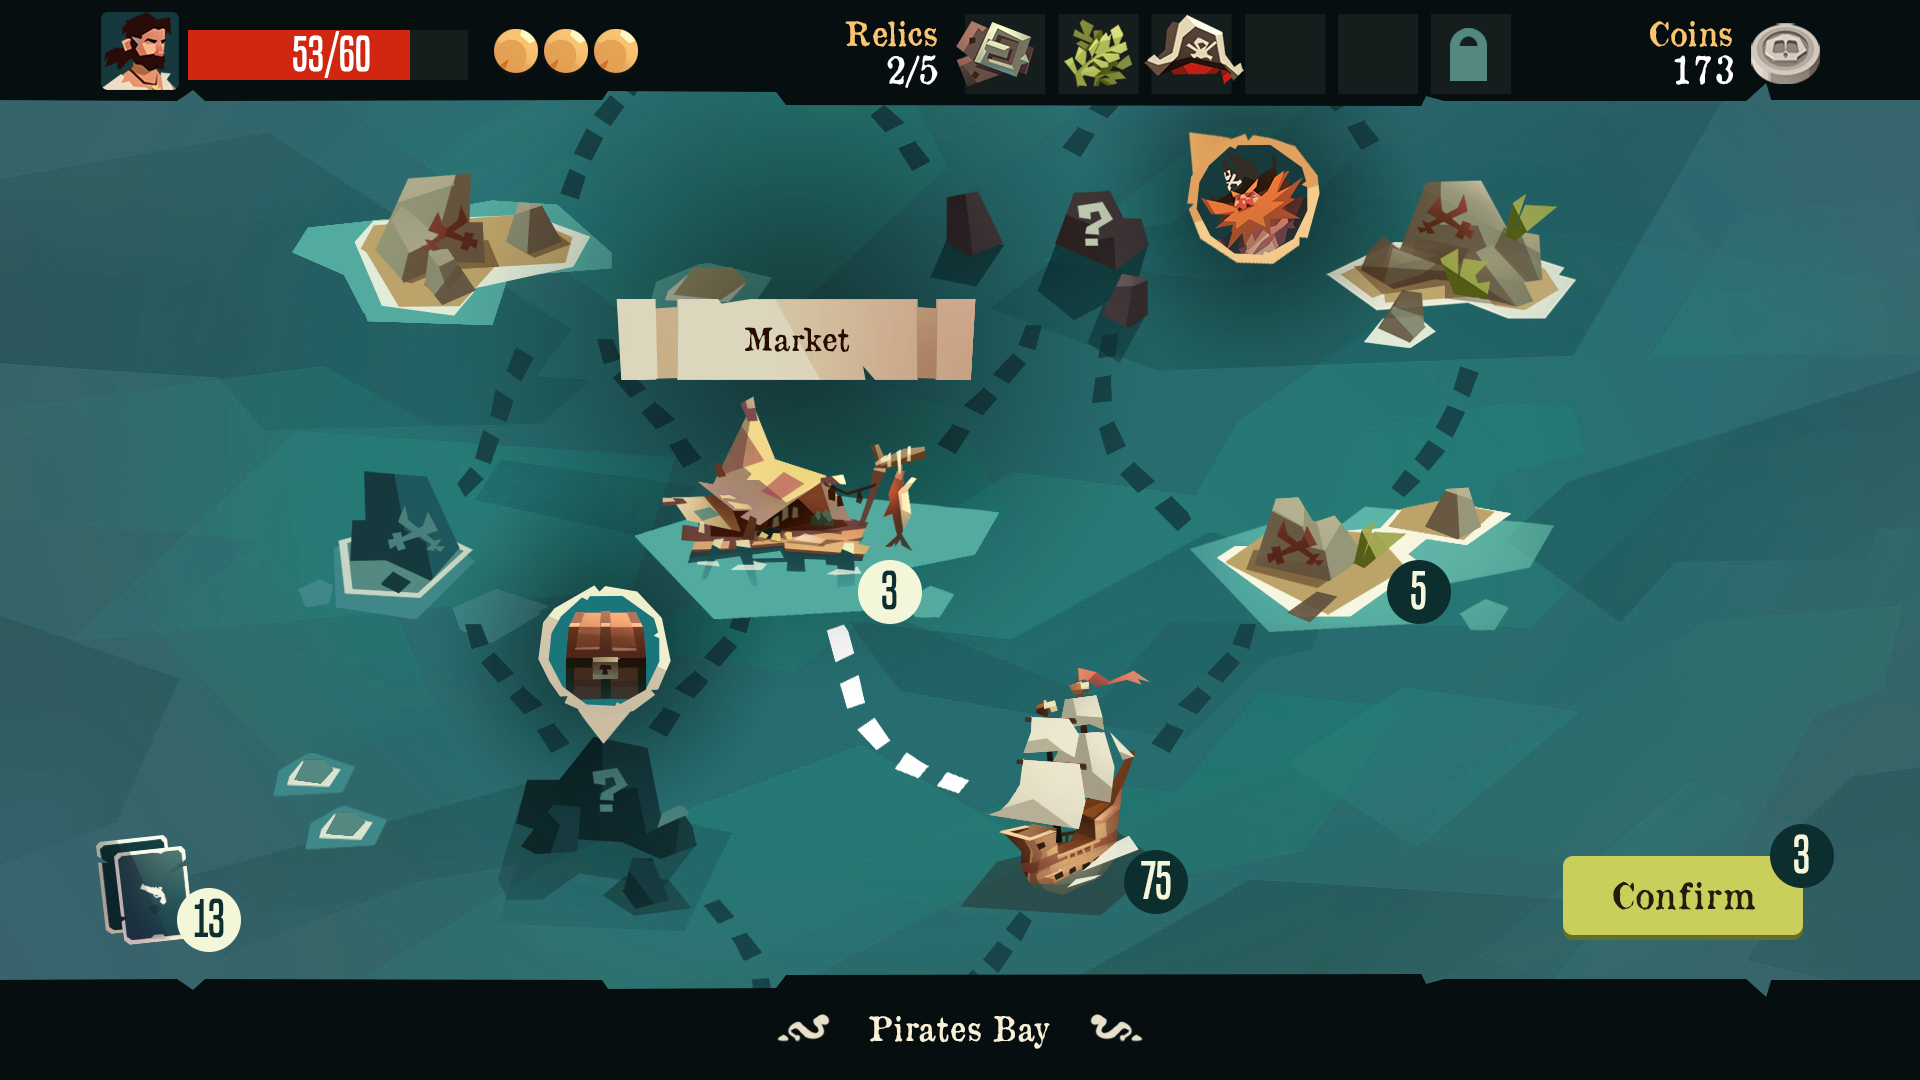 53/60
Relics
2/5
Coins
173
?
Market
3
5
?
75
13
3
Confirm
Pirates Bay